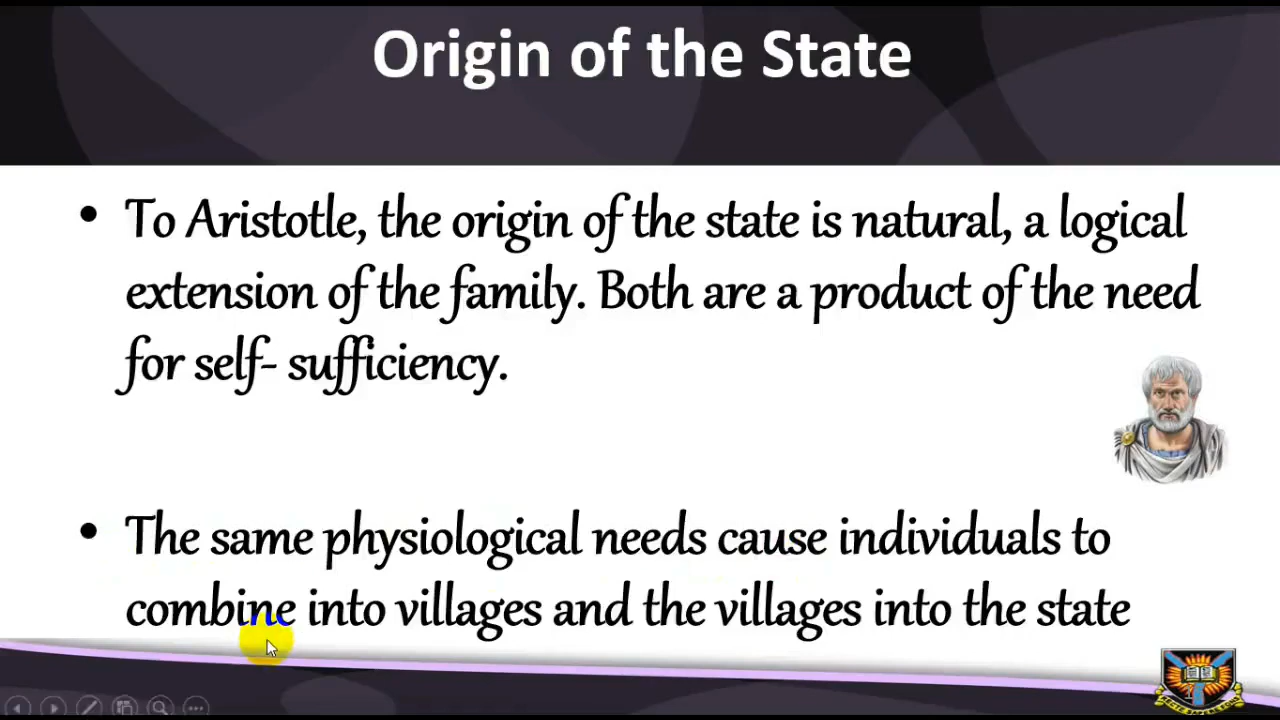 Origin of the State
• To Aristotle, the origin of the state is natural, a logical
extension of the family. Both are a product of the need
for self- sufficiency.
• The same physiological needs cause individuals to
combine into villages and the villages into the state